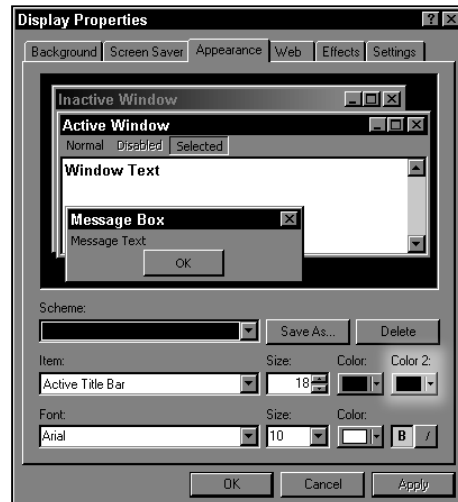 Display Properties
Background Screen Saver Appearance Web Effects Settings
Inactive Window
Active Window
Normal Disabled Selected
Window Text
Message Box
Message Text
OK
Scheme:
Save As... Delete
Item: Size: Color: Color 2:
Active Title Bar 18
Font: Size: Color:
Arial 10 B /
OK Cancel Apply